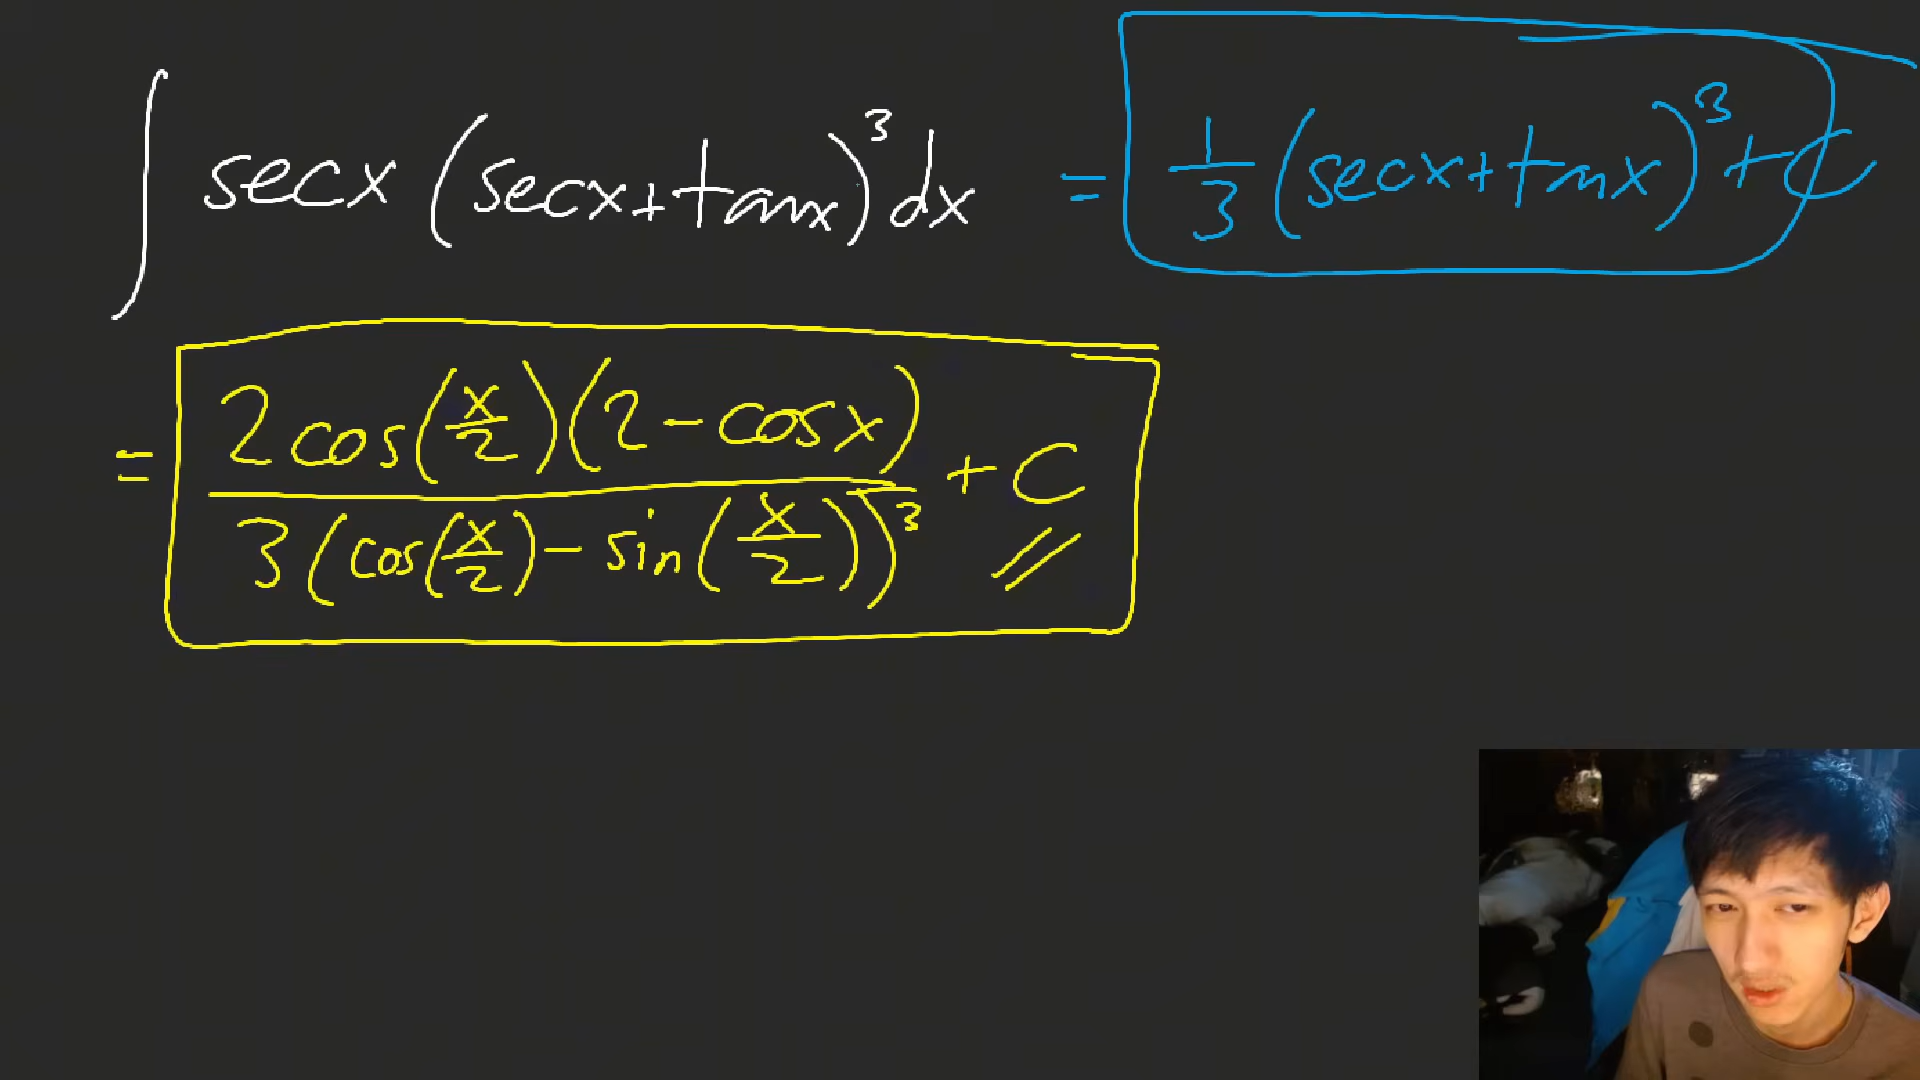 ∫ secx (secx+tanx)³ dx = 1/3 (secx+tanx)³ + C
= 2cos(x/2)(2-cosx) / 3(cos(x/2)-sin(x/2))³ + C